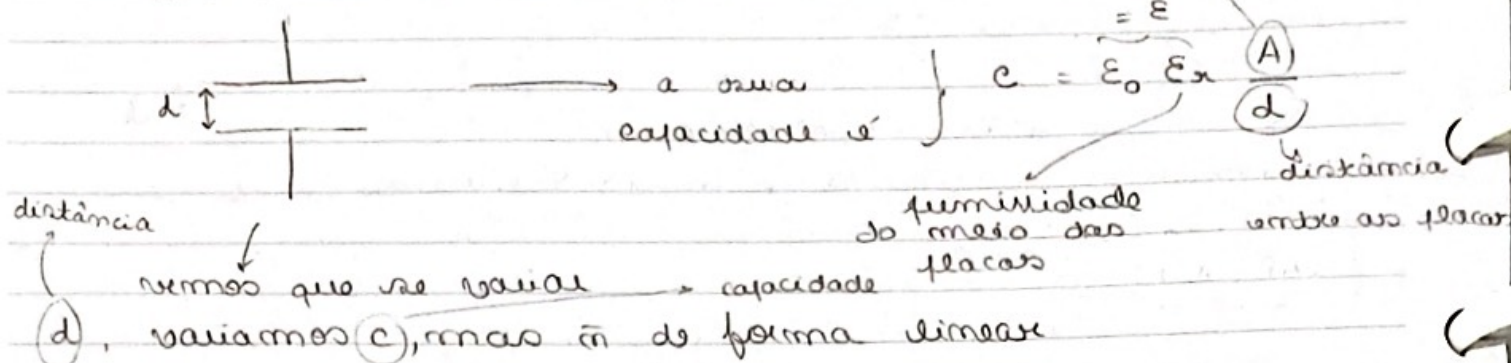 = ε
d a sua capacidade é } C = ε₀ εr A/d
distância
permissidade do meio das placas
distância entre as placas
vemos que se variar capacidade
d, variamos C, mas ñ de forma linear